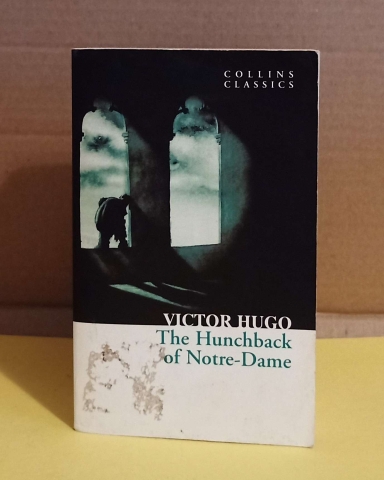 COLLINS
CLASSICS
VICTOR HUGO
The Hunchback
of Notre-Dame